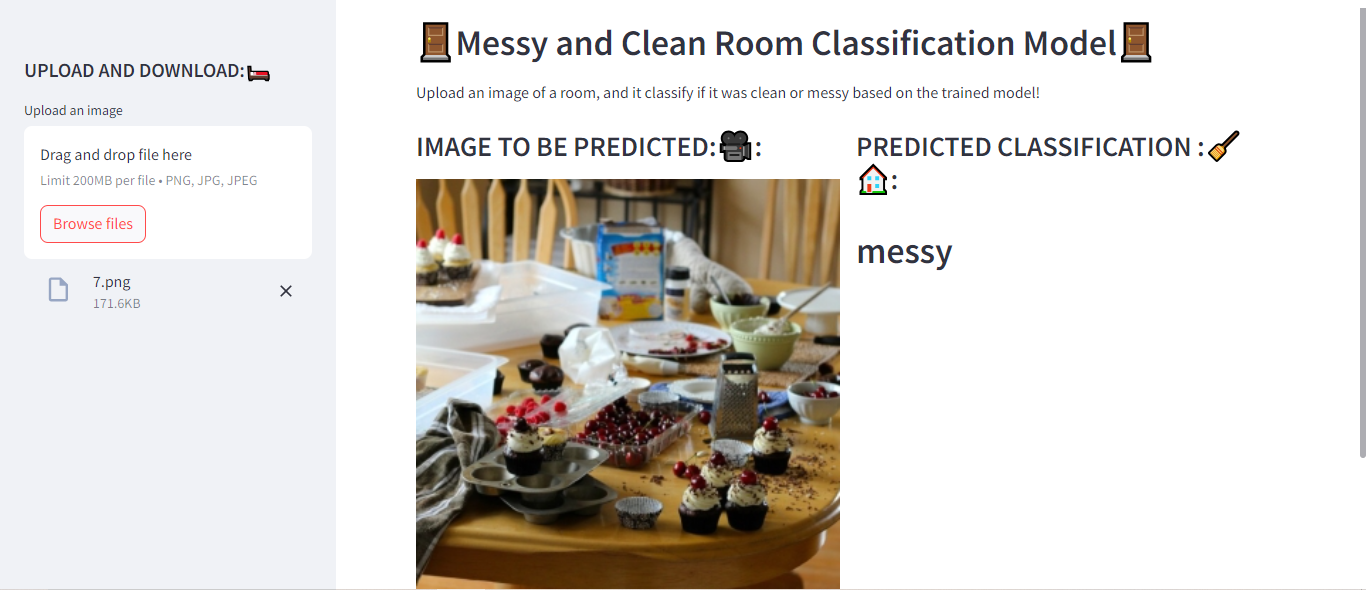 UPLOAD AND DOWNLOAD:
Upload an image
Drag and drop file here
Limit 200MB per file • PNG, JPG, JPEG
Browse files
7.png
171.6KB
Messy and Clean Room Classification Model
Upload an image of a room, and it classify if it was clean or messy based on the trained model!
IMAGE TO BE PREDICTED: :
PREDICTED CLASSIFICATION :
:
messy